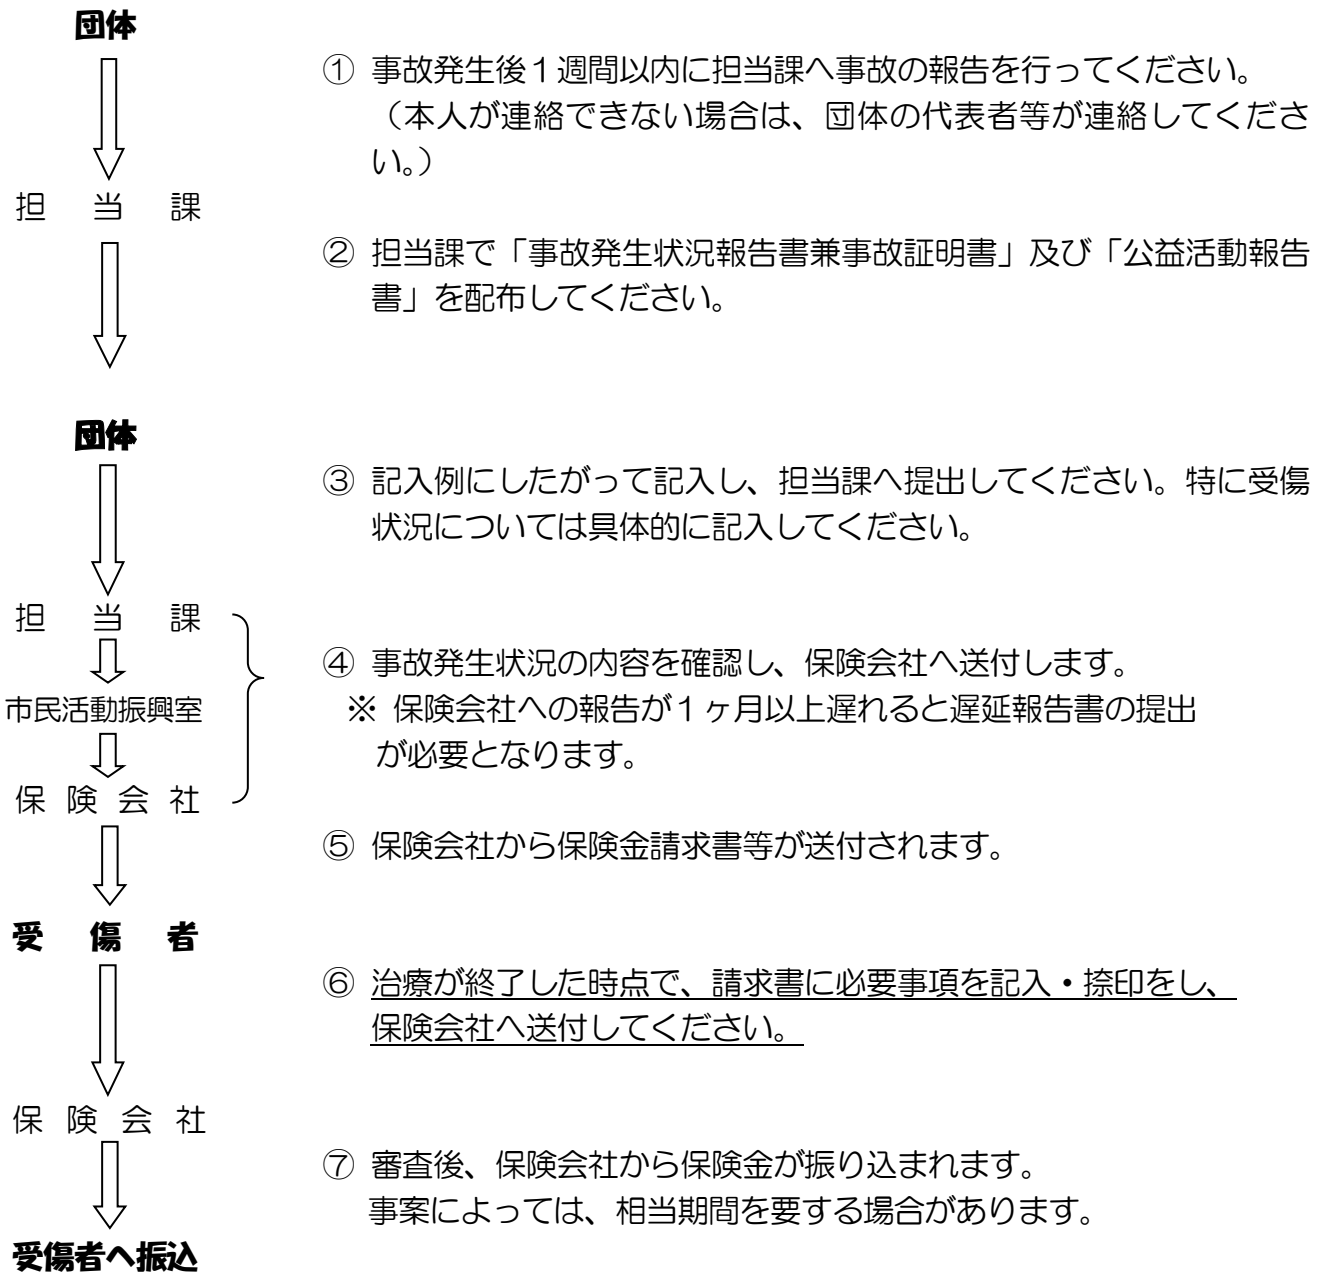 団体
① 事故発生後１週間以内に担当課へ事故の報告を行ってください。
（本人が連絡できない場合は、団体の代表者等が連絡してくださ
い。）
担当課
② 担当課で「事故発生状況報告書兼事故証明書」及び「公益活動報告
書」を配布してください。
団体
③ 記入例にしたがって記入し、担当課へ提出してください。特に受傷
状況については具体的に記入してください。
担当課
④ 事故発生状況の内容を確認し、保険会社へ送付します。
市民活動振興室
※ 保険会社への報告が１ヶ月以上遅れると遅延報告書の提出
が必要となります。
保険会社
⑤ 保険会社から保険金請求書等が送付されます。
受傷者
⑥ 治療が終了した時点で、請求書に必要事項を記入・捺印をし、
保険会社へ送付してください。
保険会社
⑦ 審査後、保険会社から保険金が振り込まれます。
事案によっては、相当期間を要する場合があります。
受傷者へ振込